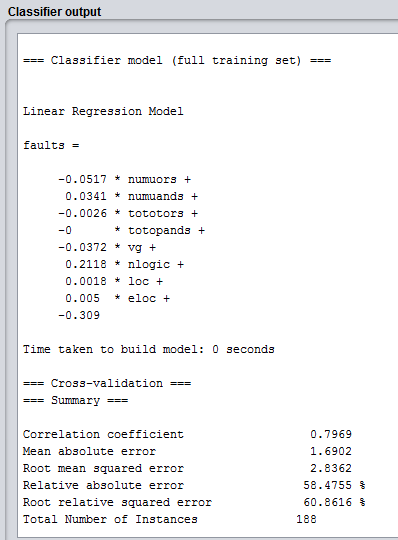 Classifier output
=== Classifier model (full training set) ===
Linear Regression Model
faults =
-0.0517 * numuors +
0.0341 * numuands +
-0.0026 * tototors +
-0 * totopands +
-0.0372 * vg +
0.2118 * nlogic +
0.0018 * loc +
0.005 * eloc +
-0.309
Time taken to build model: 0 seconds
=== Cross-validation ===
=== Summary ===
Correlation coefficient 0.7969
Mean absolute error 1.6902
Root mean squared error 2.8362
Relative absolute error 58.4755 %
Root relative squared error 60.8616 %
Total Number of Instances 188